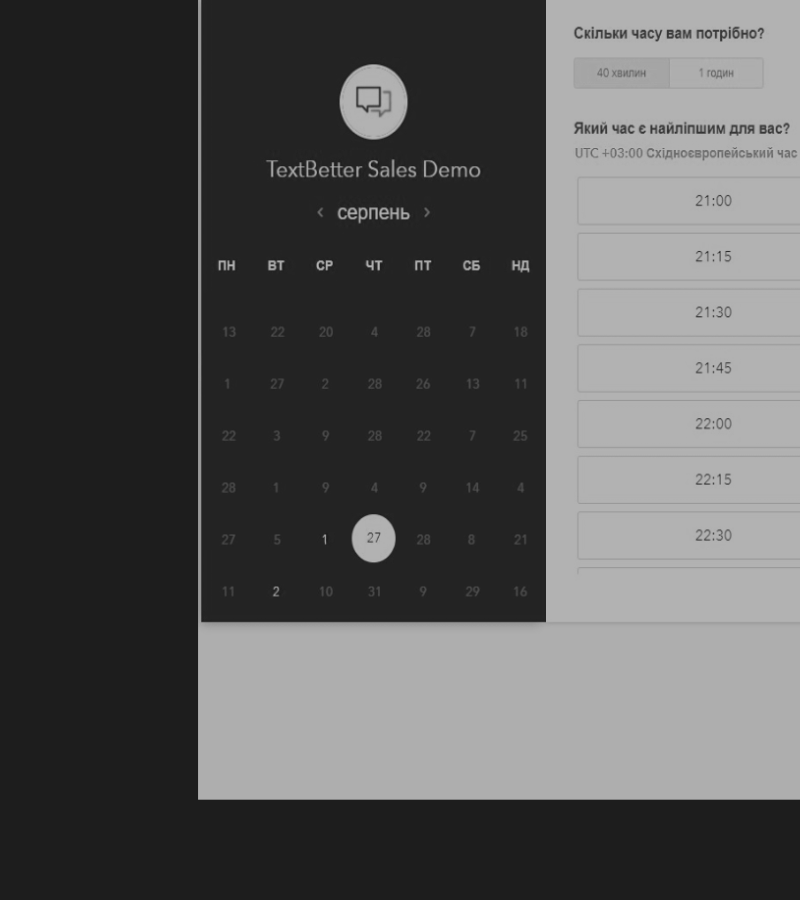 TextBetter Sales Demo
‹ серпень ›
ПН ВТ СР ЧТ ПТ СБ НД
13 22 20 4 28 7 18
1 27 2 28 26 13 11
22 3 9 28 22 7 25
28 1 9 4 9 14 4
27 5 1 27 28 8 21
11 2 10 31 9 29 16
Скільки часу вам потрібно?
40 хвилин 1 годин
Який час є найліпшим для вас?
UTC +03:00 Східноєвропейський час
21:00
21:15
21:30
21:45
22:00
22:15
22:30